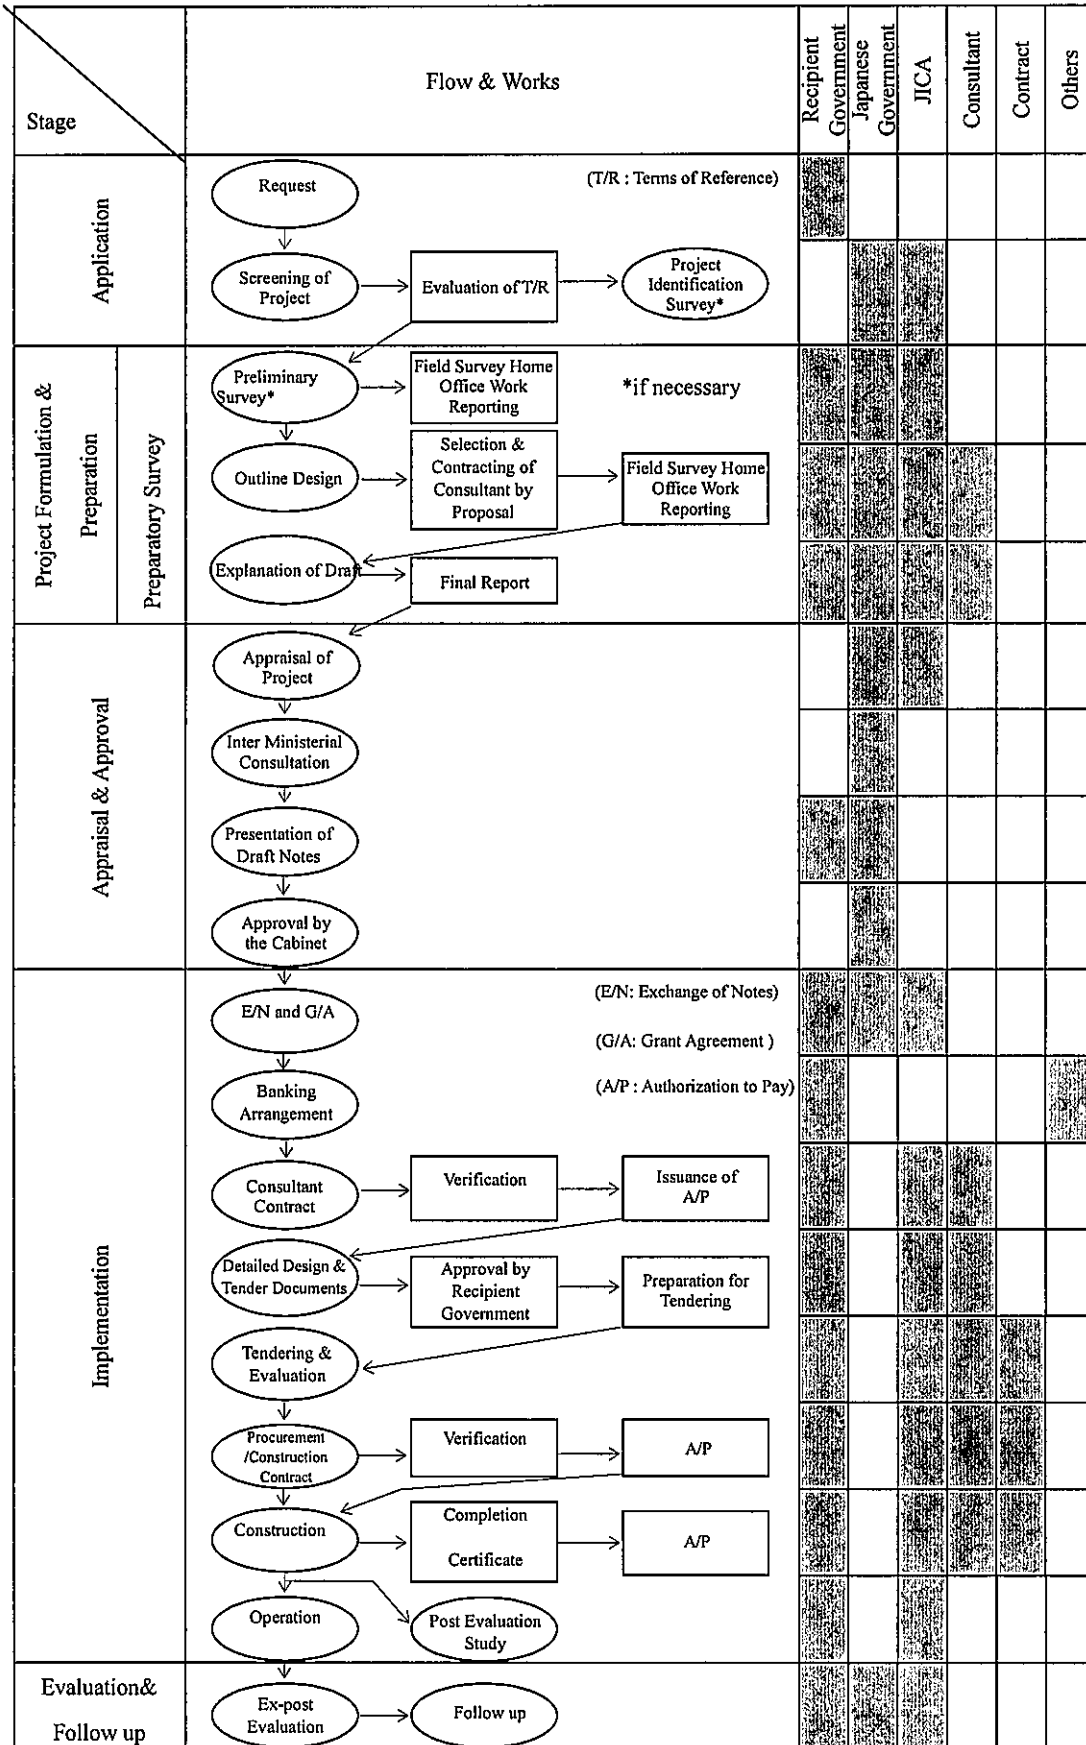 Stage
Flow & Works
Recipient
Government
Japanese
Government
JICA
Consultant
Contract
Others
Application
Request
(T/R : Terms of Reference)
Screening of
Project
Evaluation of T/R
Project
Identification
Survey*
Project Formulation &
Preparation
Preparatory Survey
Preliminary
Survey*
Field Survey Home
Office Work
Reporting
*if necessary
Outline Design
Selection &
Contracting of
Consultant by
Proposal
Field Survey Home
Office Work
Reporting
Explanation of Draft
Final Report
Appraisal & Approval
Appraisal of
Project
Inter Ministerial
Consultation
Presentation of
Draft Notes
Approval by
the Cabinet
Implementation
E/N and G/A
(E/N: Exchange of Notes)
(G/A: Grant Agreement )
(A/P : Authorization to Pay)
Banking
Arrangement
Consultant
Contract
Verification
Issuance of
A/P
Detailed Design &
Tender Documents
Approval by
Recipient
Government
Preparation for
Tendering
Tendering &
Evaluation
Procurement
/Construction
Contract
Verification
A/P
Construction
Completion
Certificate
A/P
Operation
Post Evaluation
Study
Evaluation&
Follow up
Ex-post
Evaluation
Follow up